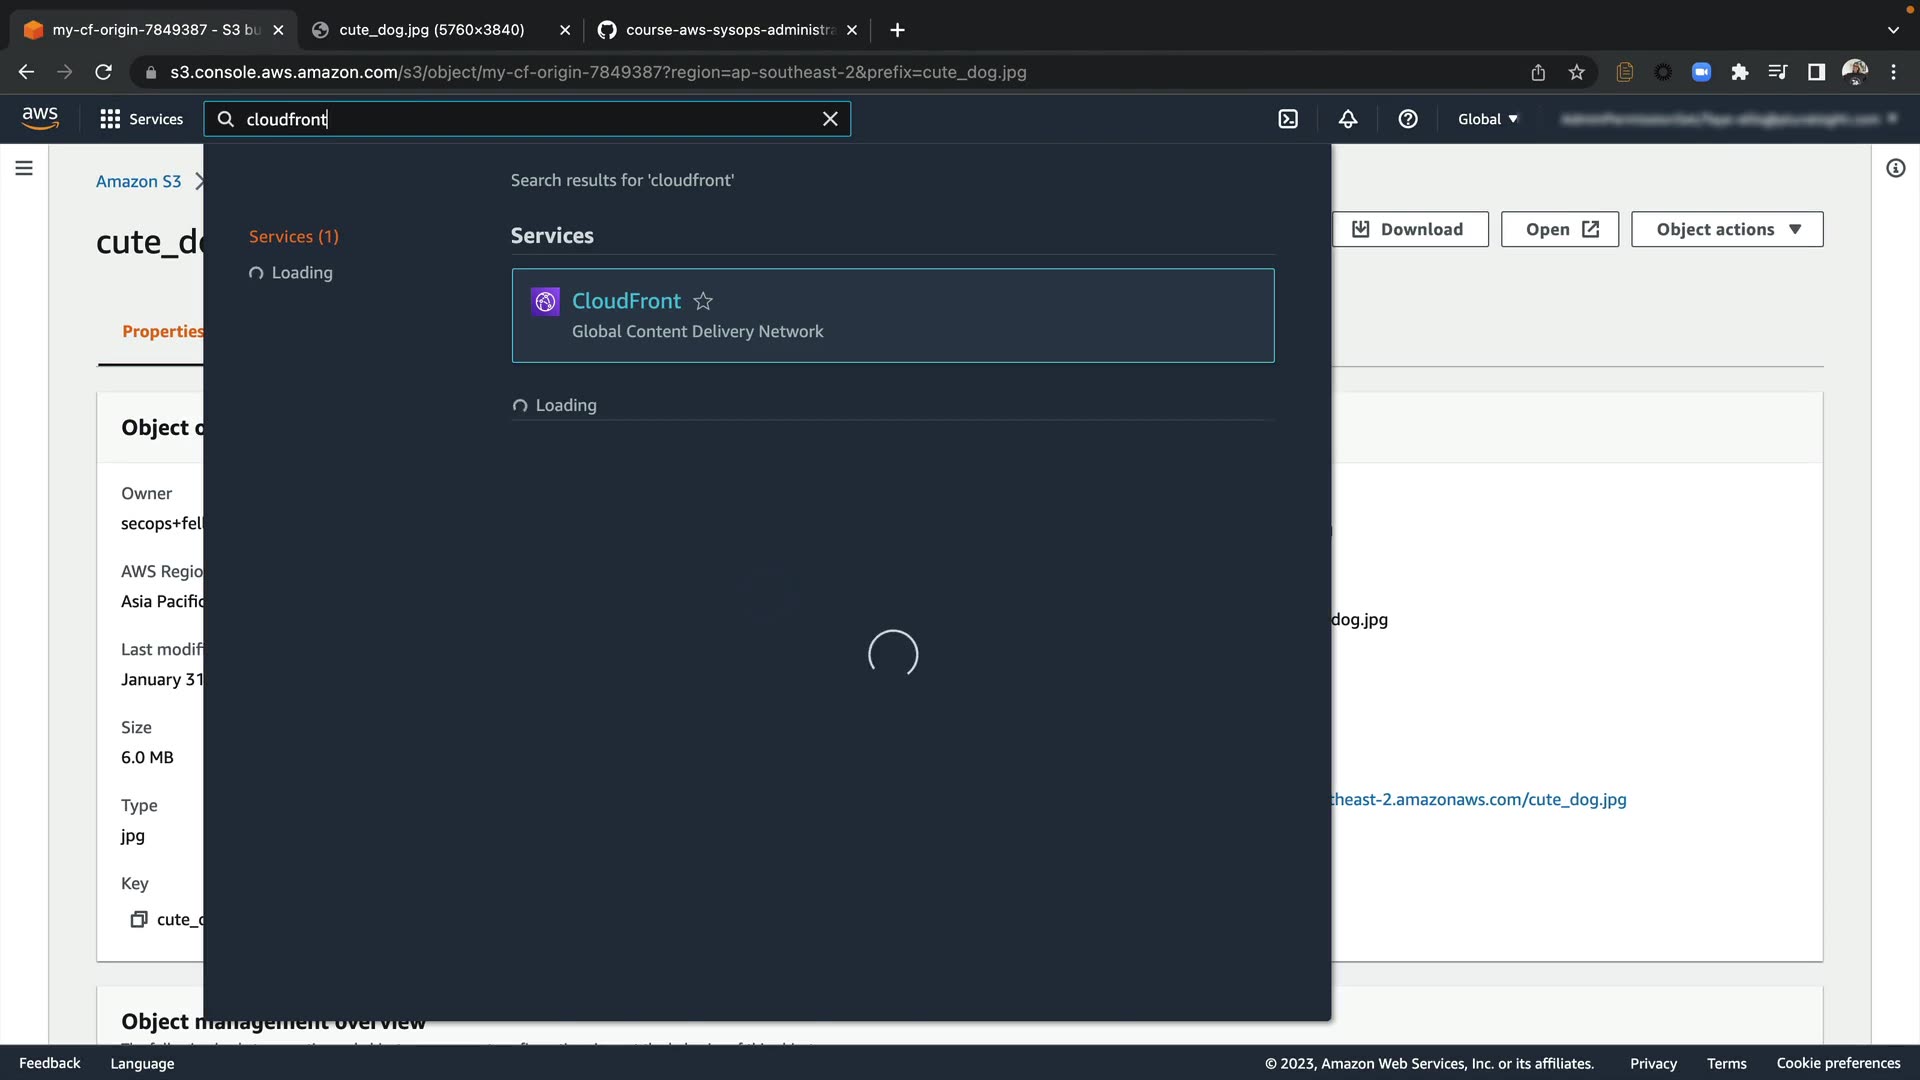 my-cf-origin-7849387 - S3 bu
cute_dog.jpg (5760×3840)
course-aws-sysops-administra
s3.console.aws.amazon.com/s3/object/my-cf-origin-7849387?region=ap-southeast-2&prefix=cute_dog.jpg
aws
Services
cloudfront
Global
Amazon S3
Search results for 'cloudfront'
cute_do
Services (1)
Loading
Services
Download
Open
Object actions
CloudFront
Global Content Delivery Network
Properties
Loading
Object o
Owner
secops+fell
AWS Regio
Asia Pacific
dog.jpg
Last modif
January 31
Size
6.0 MB
Type
jpg
theast-2.amazonaws.com/cute_dog.jpg
Key
cute_d
Object management overview
Feedback
Language
© 2023, Amazon Web Services, Inc. or its affiliates.
Privacy
Terms
Cookie preferences